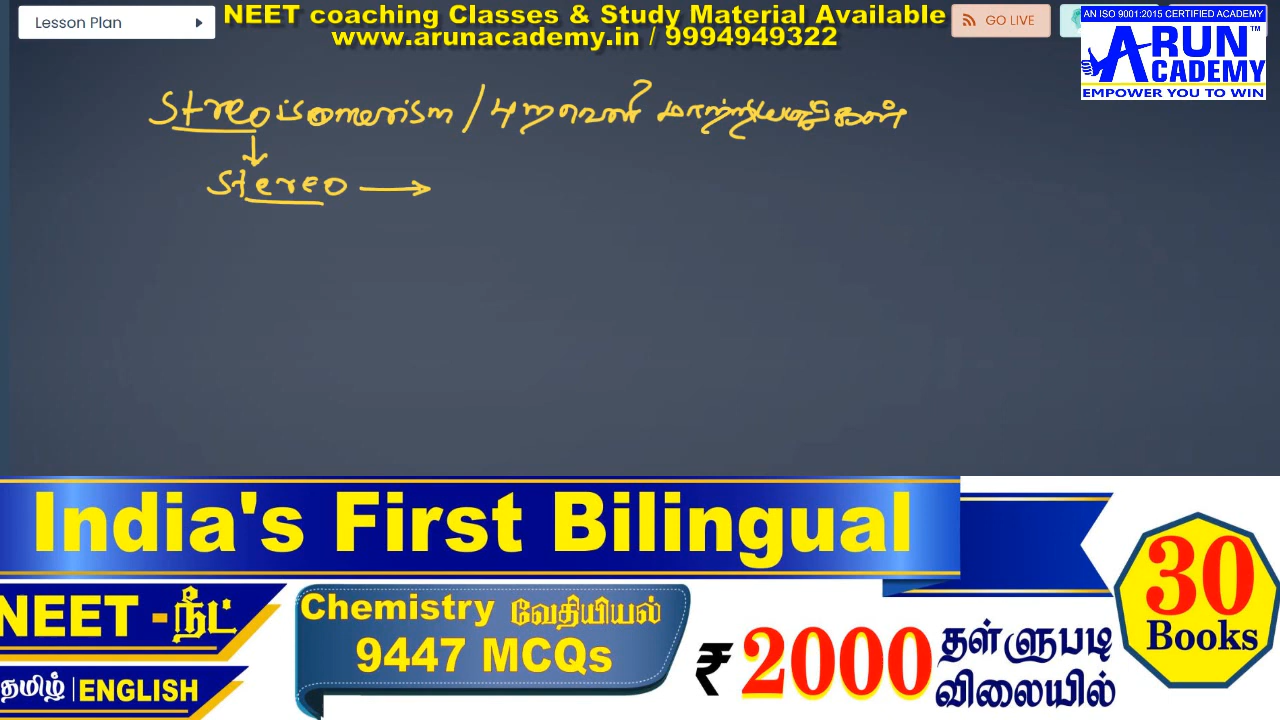 Lesson Plan
NEET coaching Classes & Study Material Available
www.arunacademy.in / 9994949322
GO LIVE
AN ISO 9001:2015 CERTIFIED ACADEMY
ARUN ACADEMY™
EMPOWER YOU TO WIN
Streoisomerism / புறவெளி மாற்றியங்கள்
Stereo →
India's First Bilingual
NEET - நீட்
தமிழ் | ENGLISH
Chemistry வேதியியல்
9447 MCQs
₹ 2000 தள்ளுபடி விலையில்
30 Books